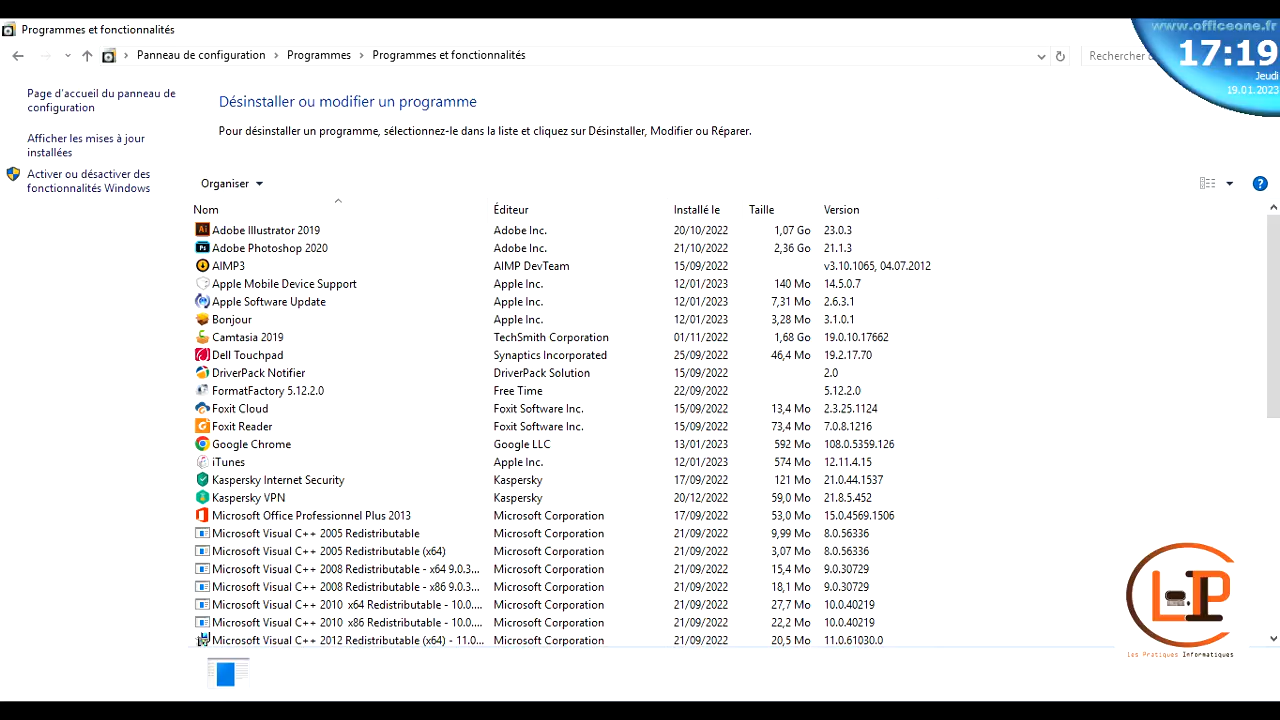 Programmes et fonctionnalités
www.officeone.fr
17:19
Jeudi
19.01.2023
Panneau de configuration > Programmes > Programmes et fonctionnalités
Rechercher
Page d'accueil du panneau de configuration
Afficher les mises à jour installées
Activer ou désactiver des fonctionnalités Windows
Désinstaller ou modifier un programme
Pour désinstaller un programme, sélectionnez-le dans la liste et cliquez sur Désinstaller, Modifier ou Réparer.
Organiser
Nom Éditeur Installé le Taille Version
Adobe Illustrator 2019 Adobe Inc. 20/10/2022 1,07 Go 23.0.3
Adobe Photoshop 2020 Adobe Inc. 21/10/2022 2,36 Go 21.1.3
AIMP3 AIMP DevTeam 15/09/2022 v3.10.1065, 04.07.2012
Apple Mobile Device Support Apple Inc. 12/01/2023 140 Mo 14.5.0.7
Apple Software Update Apple Inc. 12/01/2023 7,31 Mo 2.6.3.1
Bonjour Apple Inc. 12/01/2023 3,28 Mo 3.1.0.1
Camtasia 2019 TechSmith Corporation 01/11/2022 1,68 Go 19.0.10.17662
Dell Touchpad Synaptics Incorporated 25/09/2022 46,4 Mo 19.2.17.70
DriverPack Notifier DriverPack Solution 15/09/2022 2.0
FormatFactory 5.12.2.0 Free Time 22/09/2022 5.12.2.0
Foxit Cloud Foxit Software Inc. 15/09/2022 13,4 Mo 2.3.25.1124
Foxit Reader Foxit Software Inc. 15/09/2022 73,4 Mo 7.0.8.1216
Google Chrome Google LLC 13/01/2023 592 Mo 108.0.5359.126
iTunes Apple Inc. 12/01/2023 574 Mo 12.11.4.15
Kaspersky Internet Security Kaspersky 17/09/2022 121 Mo 21.0.44.1537
Kaspersky VPN Kaspersky 20/12/2022 59,0 Mo 21.8.5.452
Microsoft Office Professionnel Plus 2013 Microsoft Corporation 17/09/2022 53,0 Mo 15.0.4569.1506
Microsoft Visual C++ 2005 Redistributable Microsoft Corporation 21/09/2022 9,99 Mo 8.0.56336
Microsoft Visual C++ 2005 Redistributable (x64) Microsoft Corporation 21/09/2022 3,07 Mo 8.0.56336
Microsoft Visual C++ 2008 Redistributable - x64 9.0.3... Microsoft Corporation 21/09/2022 15,4 Mo 9.0.30729
Microsoft Visual C++ 2008 Redistributable - x86 9.0.3... Microsoft Corporation 21/09/2022 18,1 Mo 9.0.30729
Microsoft Visual C++ 2010 x64 Redistributable - 10.0.... Microsoft Corporation 21/09/2022 27,7 Mo 10.0.40219
Microsoft Visual C++ 2010 x86 Redistributable - 10.0.... Microsoft Corporation 21/09/2022 22,2 Mo 10.0.40219
Microsoft Visual C++ 2012 Redistributable (x64) - 11.0... Microsoft Corporation 21/09/2022 20,5 Mo 11.0.61030.0
LP
Les Pratiques Informatiques